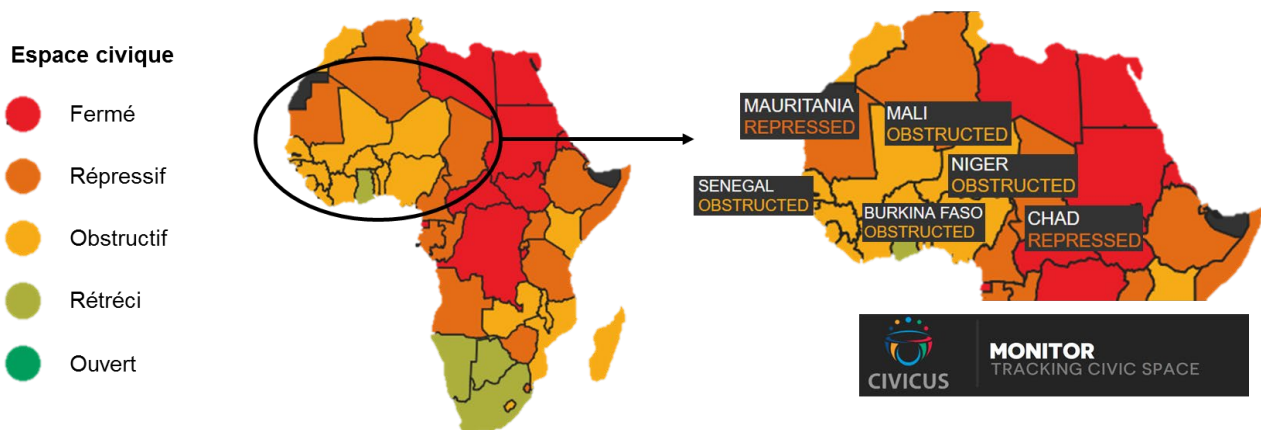 Espace civique
Fermé
Répressif
Obstructif
Rétréci
Ouvert
MAURITANIA
REPRESSED
MALI
OBSTRUCTED
NIGER
OBSTRUCTED
SENEGAL
OBSTRUCTED
BURKINA FASO
OBSTRUCTED
CHAD
REPRESSED
CIVICUS
MONITOR
TRACKING CIVIC SPACE